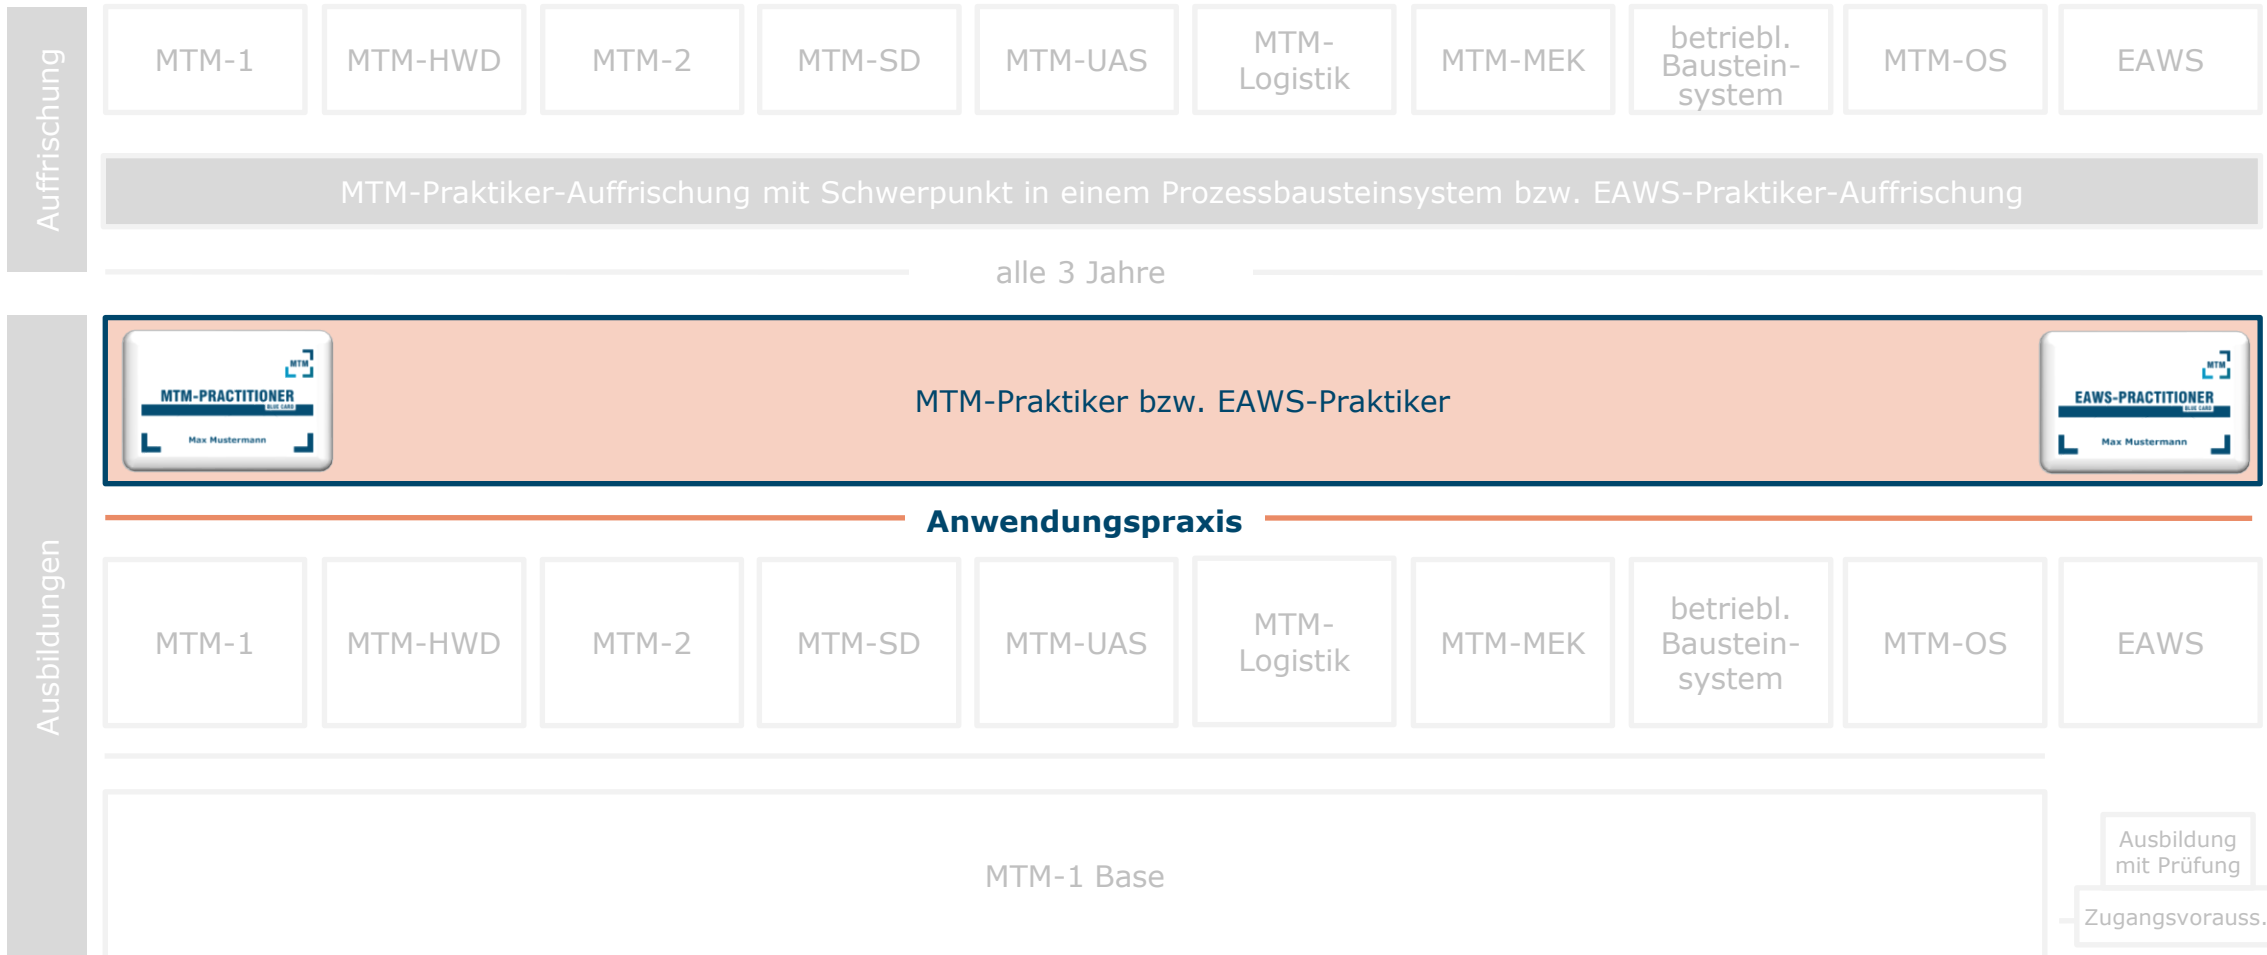 Auffrischung
MTM-1
MTM-HWD
MTM-2
MTM-SD
MTM-UAS
MTM-
Logistik
MTM-MEK
betriebl.
Baustein-
system
MTM-OS
EAWS
MTM-Praktiker-Auffrischung mit Schwerpunkt in einem Prozessbausteinsystem bzw. EAWS-Praktiker-Auffrischung
alle 3 Jahre
Ausbildungen
MTM
MTM-PRACTITIONER
BLUE CARD
Max Mustermann
MTM-Praktiker bzw. EAWS-Praktiker
MTM
EAWS-PRACTITIONER
BLUE CARD
Max Mustermann
Anwendungspraxis
MTM-1
MTM-HWD
MTM-2
MTM-SD
MTM-UAS
MTM-
Logistik
MTM-MEK
betriebl.
Baustein-
system
MTM-OS
EAWS
MTM-1 Base
Ausbildung
mit Prüfung
Zugangsvorauss.